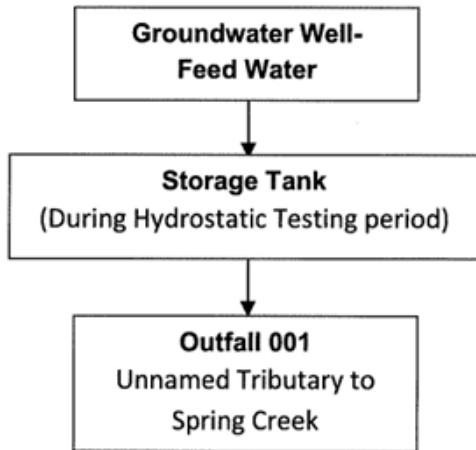 Groundwater Well-
Feed Water
Storage Tank
(During Hydrostatic Testing period)
Outfall 001
Unnamed Tributary to
Spring Creek